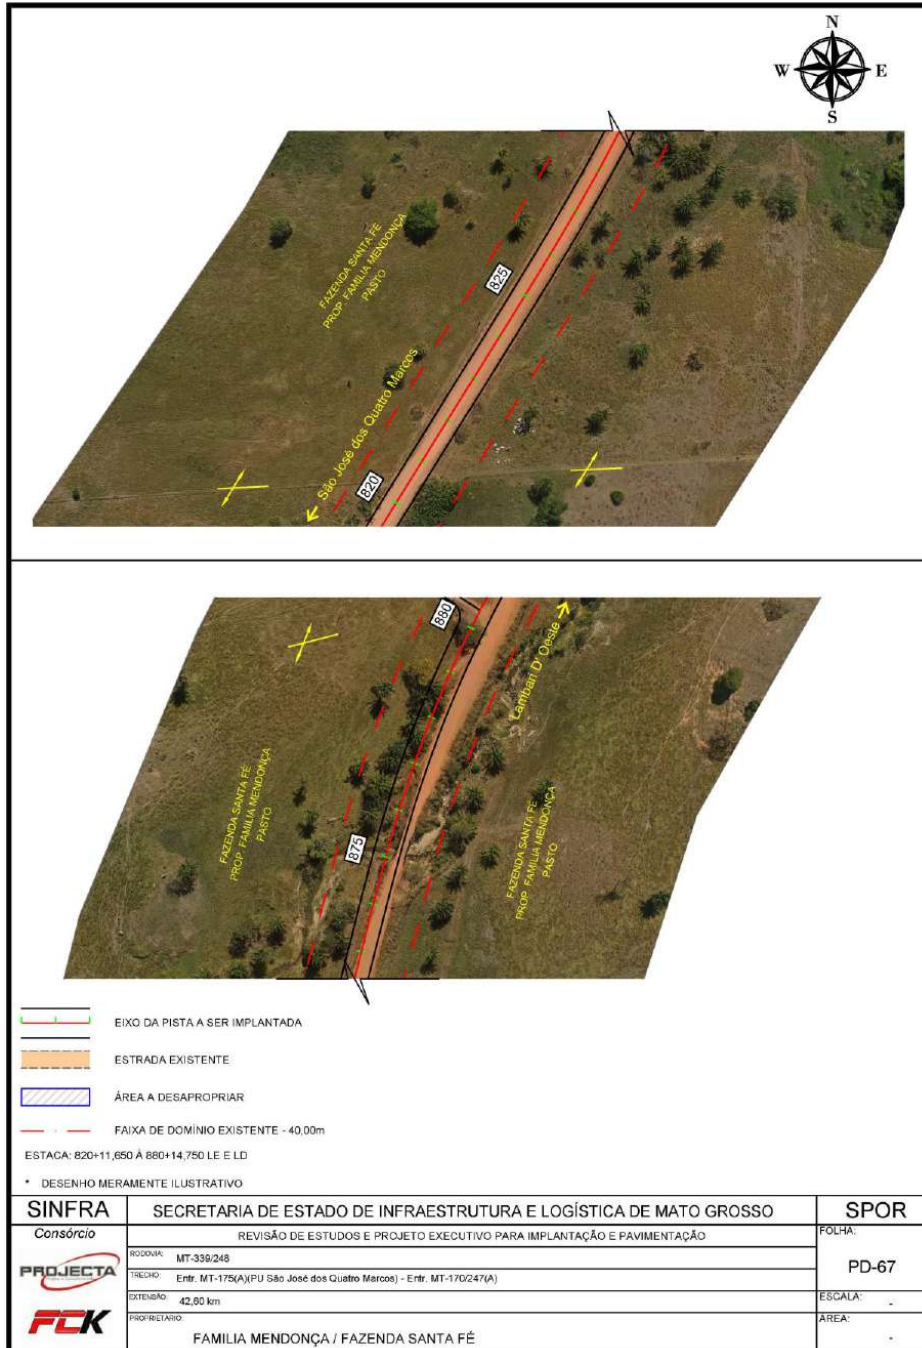 N
W E
S
FAZENDA SANTA FÉ
PROP. FAMILIA MENDONÇA
PASTO
825
São José dos Quatro Marcos
820
880
Lambari D' Oeste
FAZENDA SANTA FÉ
PROP. FAMILIA MENDONÇA
PASTO
875
FAZENDA SANTA FÉ
PROP. FAMILIA MENDONÇA
PASTO
EIXO DA PISTA A SER IMPLANTADA
ESTRADA EXISTENTE
ÁREA A DESAPROPRIAR
FAIXA DE DOMÍNIO EXISTENTE - 40,00m
ESTACA: 820+11,650 À 880+14,750 LE E LD
* DESENHO MERAMENTE ILUSTRATIVO
SINFRA
SECRETARIA DE ESTADO DE INFRAESTRUTURA E LOGÍSTICA DE MATO GROSSO
SPOR
Consórcio
PROJECTA
FCK
REVISÃO DE ESTUDOS E PROJETO EXECUTIVO PARA IMPLANTAÇÃO E PAVIMENTAÇÃO
RODOVIA: MT-339/248
TRECHO: Entr. MT-175(A)(PU São José dos Quatro Marcos) - Entr. MT-170/247(A)
EXTENSÃO: 42,60 km
PROPRIETÁRIO:
FAMILIA MENDONÇA / FAZENDA SANTA FÉ
FOLHA:
PD-67
ESCALA: -
ÁREA: -